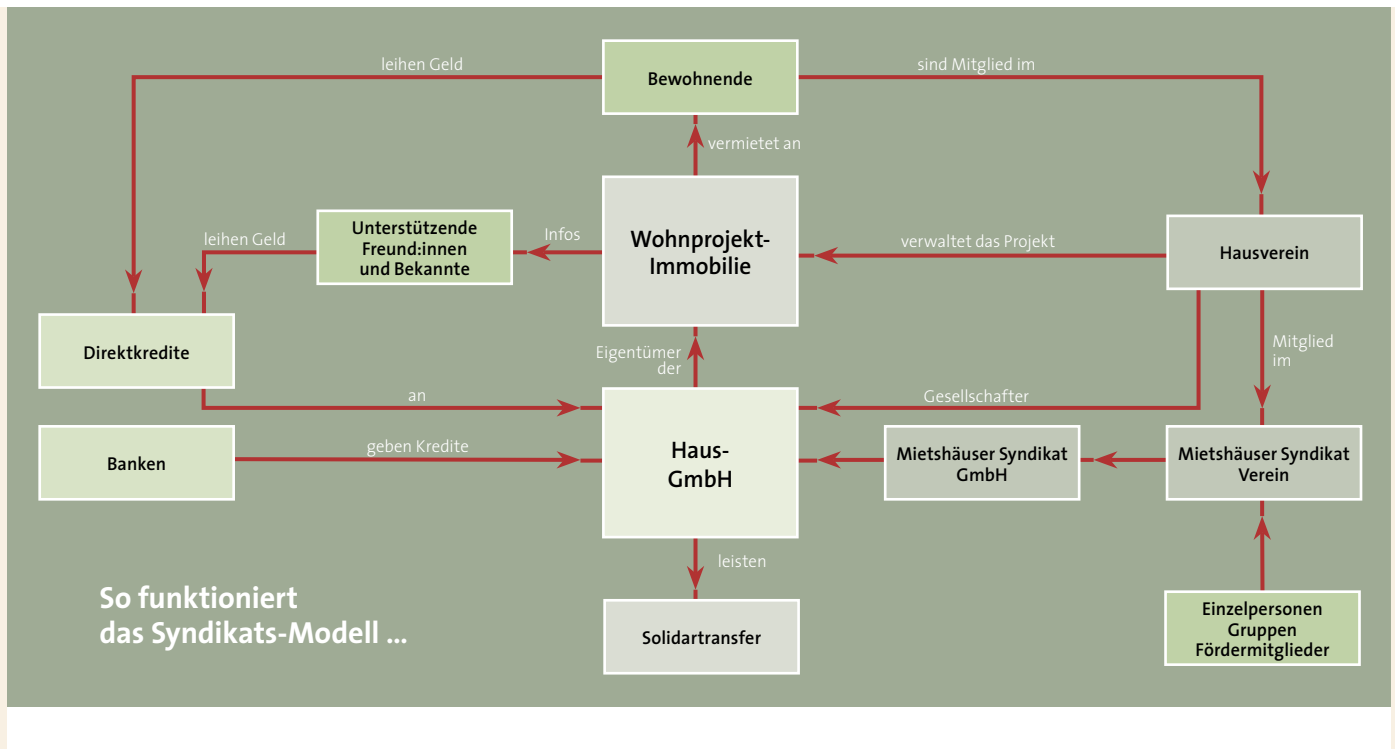 leihen Geld
Bewohnende
sind Mitglied im
vermietet an
Unterstützende
Freund:innen
und Bekannte
leihen Geld
Infos
Wohnprojekt-
Immobilie
verwaltet das Projekt
Hausverein
Direktkredite
Eigentümer
der
Mitglied
im
an
Gesellschafter
Banken
geben Kredite
Haus-
GmbH
Mietshäuser Syndikat
GmbH
Mietshäuser Syndikat
Verein
leisten
So funktioniert
das Syndikats-Modell ...
Solidartransfer
Einzelpersonen
Gruppen
Fördermitglieder